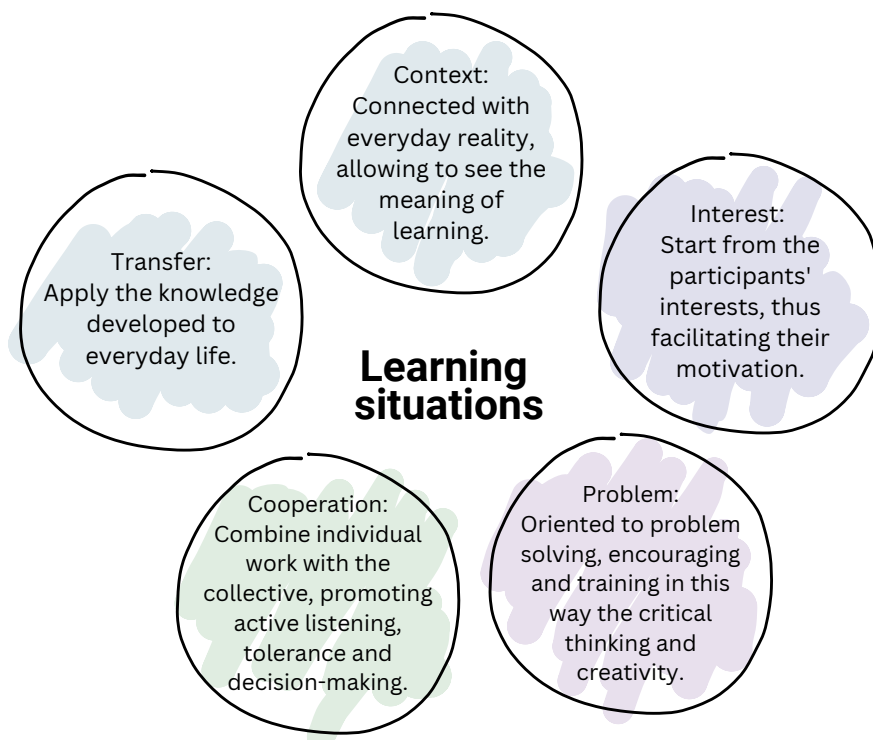 Context:
Connected with
everyday reality,
allowing to see the
meaning of
learning.
Interest:
Start from the
participants'
interests, thus
facilitating their
motivation.
Transfer:
Apply the knowledge
developed to
everyday life.
Learning
situations
Cooperation:
Combine individual
work with the
collective, promoting
active listening,
tolerance and
decision-making.
Problem:
Oriented to problem
solving, encouraging
and training in this
way the critical
thinking and
creativity.